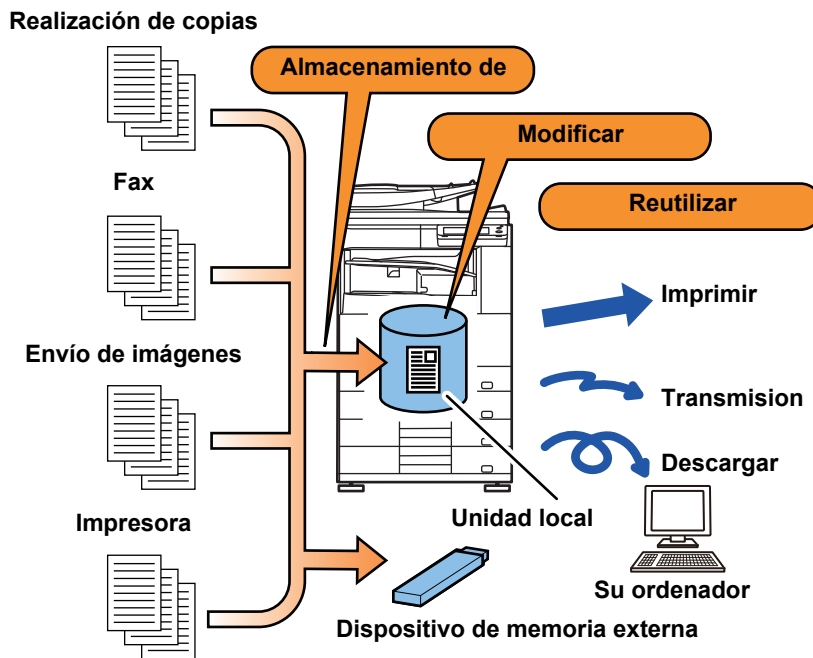 Realización de copias
Almacenamiento de
Modificar
Fax
Reutilizar
Imprimir
Envío de imágenes
Transmision
Descargar
Unidad local
Impresora
Su ordenador
Dispositivo de memoria externa